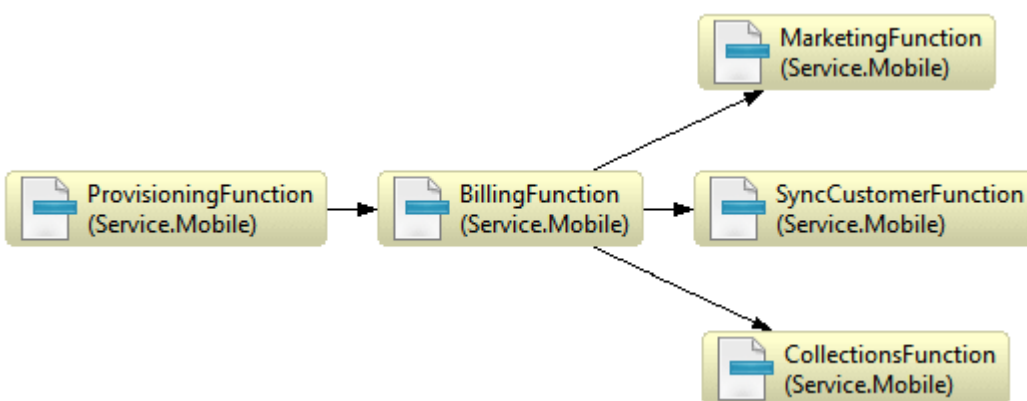 MarketingFunction
(Service.Mobile)
ProvisioningFunction
(Service.Mobile)
BillingFunction
(Service.Mobile)
SyncCustomerFunction
(Service.Mobile)
CollectionsFunction
(Service.Mobile)